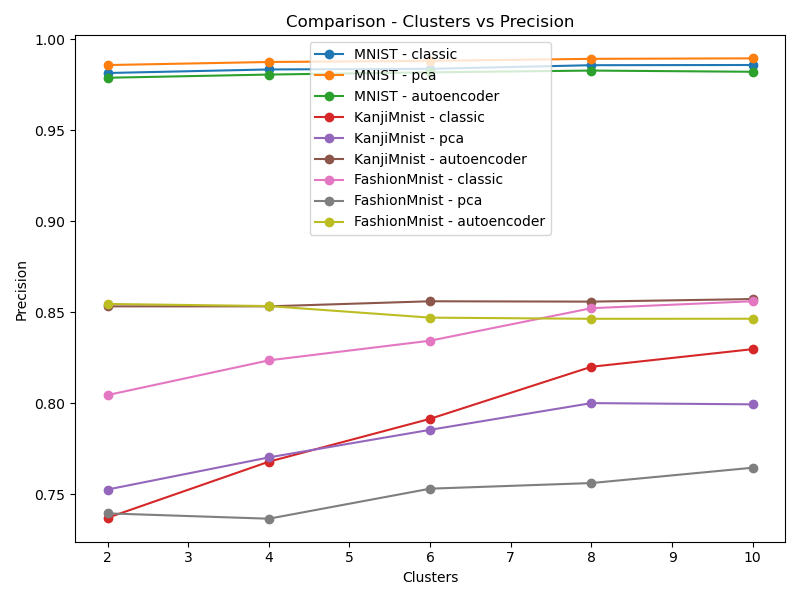 Comparison - Clusters vs Precision
1.00
0.95
0.90
0.85
0.80
0.75
Precision
MNIST - classic
MNIST - pca
MNIST - autoencoder
KanjiMnist - classic
KanjiMnist - pca
KanjiMnist - autoencoder
FashionMnist - classic
FashionMnist - pca
FashionMnist - autoencoder
2 3 4 5 6 7 8 9 10
Clusters